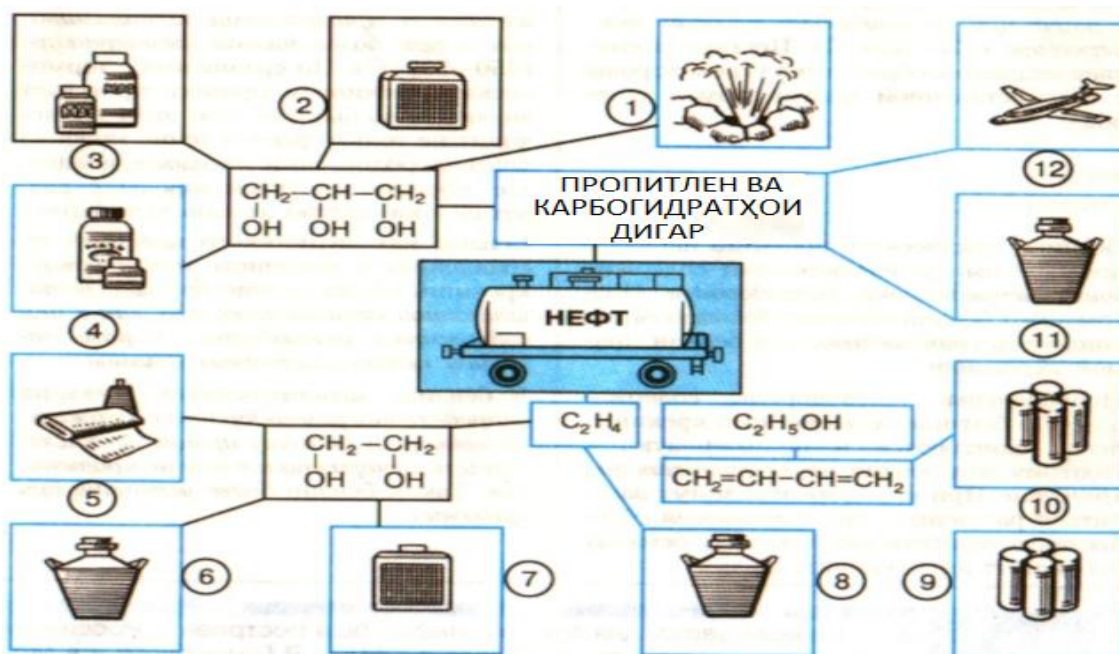 3
2
1
12
CH₂–CH–CH₂
OH OH OH
ПРОПИТЛЕН ВА
КАРБОГИДРАТҲОИ
ДИГАР
4
НЕФТ
11
5
CH₂–CH₂
OH OH
C₂H₄
C₂H₅OH
CH₂=CH–CH=CH₂
10
6
7
8
9